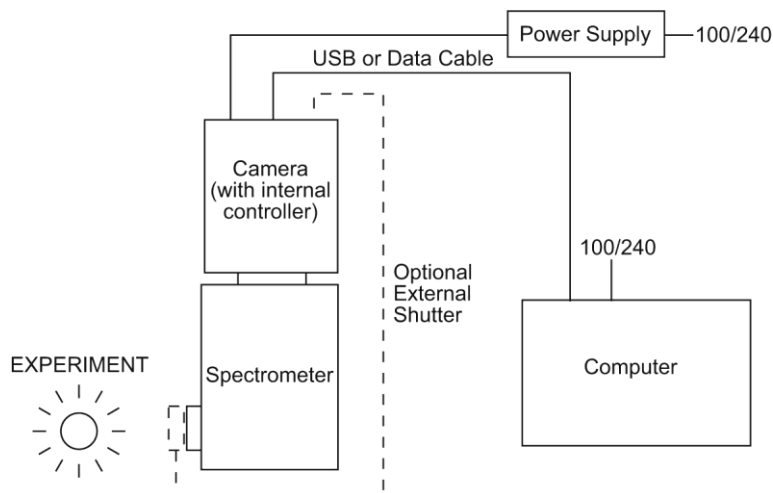 Power Supply
100/240
USB or Data Cable
Camera
(with internal
controller)
100/240
Optional
External
Shutter
EXPERIMENT
Spectrometer
Computer